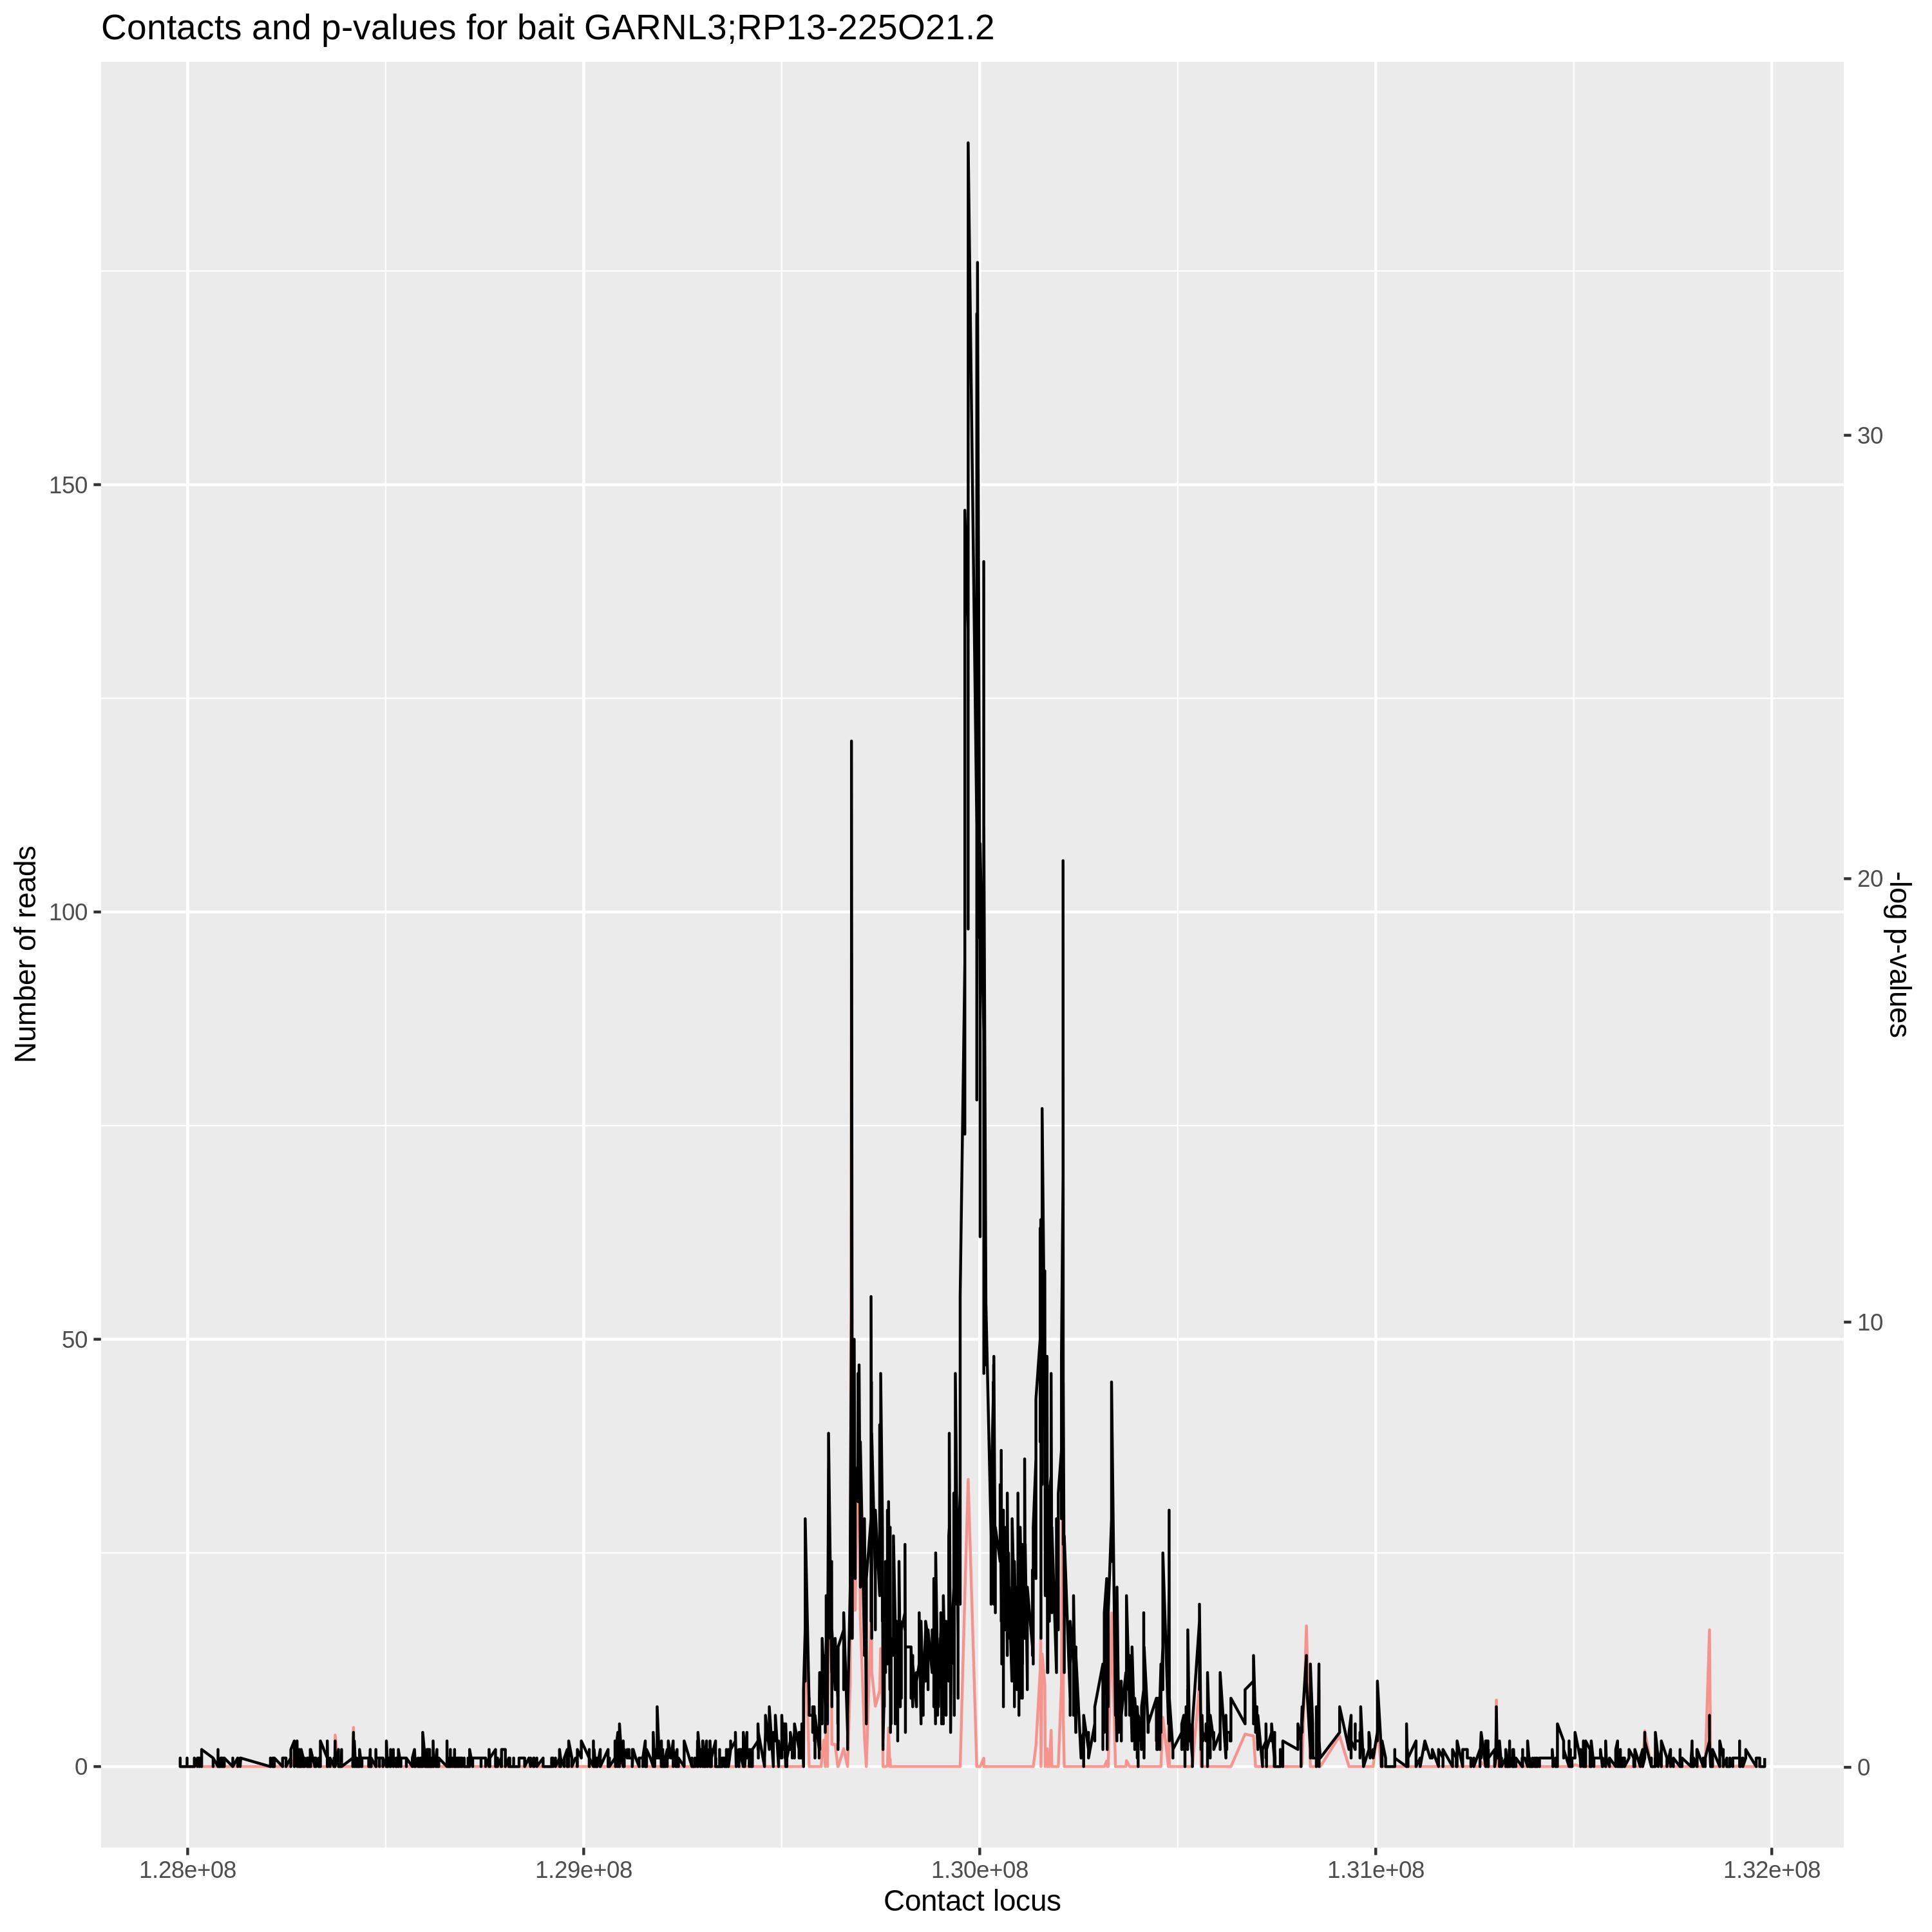 Contacts and p-values for bait GARNL3;RP13-225O21.2
150
100
50
0
Number of reads
30
20
10
0
-log p-values
1.28e+08
1.29e+08
1.30e+08
1.31e+08
1.32e+08
Contact locus